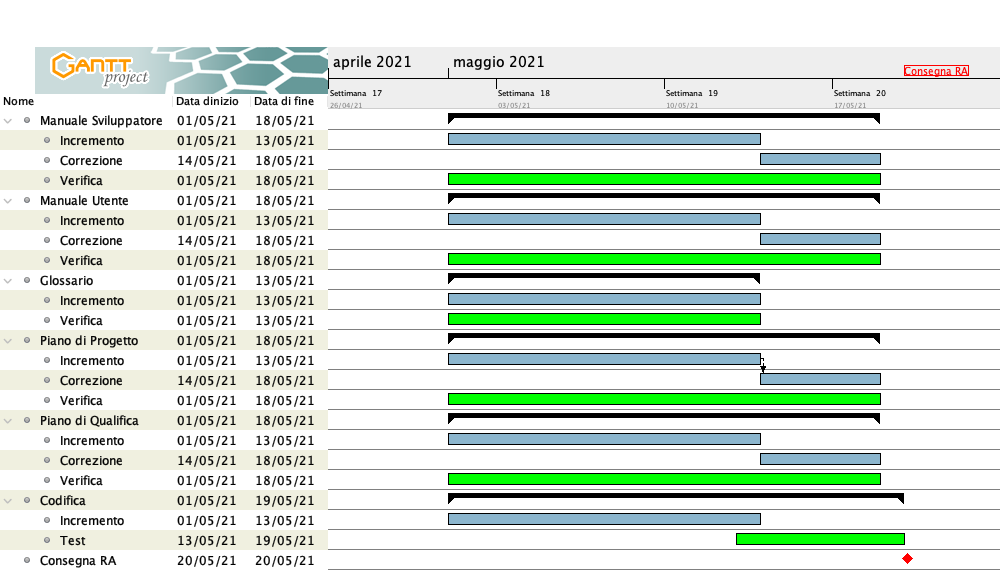 GANTT
project
aprile 2021
maggio 2021
Consegna RA
Settimana 17
Settimana 18
Settimana 19
Settimana 20
26/04/21
03/05/21
10/05/21
17/05/21
Nome Data dinizio Data di fine
Manuale Sviluppatore 01/05/21 18/05/21
Incremento 01/05/21 13/05/21
Correzione 14/05/21 18/05/21
Verifica 01/05/21 18/05/21
Manuale Utente 01/05/21 18/05/21
Incremento 01/05/21 13/05/21
Correzione 14/05/21 18/05/21
Verifica 01/05/21 18/05/21
Glossario 01/05/21 13/05/21
Incremento 01/05/21 13/05/21
Verifica 01/05/21 13/05/21
Piano di Progetto 01/05/21 18/05/21
Incremento 01/05/21 13/05/21
Correzione 14/05/21 18/05/21
Verifica 01/05/21 18/05/21
Piano di Qualifica 01/05/21 18/05/21
Incremento 01/05/21 13/05/21
Correzione 14/05/21 18/05/21
Verifica 01/05/21 18/05/21
Codifica 01/05/21 19/05/21
Incremento 01/05/21 13/05/21
Test 13/05/21 19/05/21
Consegna RA 20/05/21 20/05/21